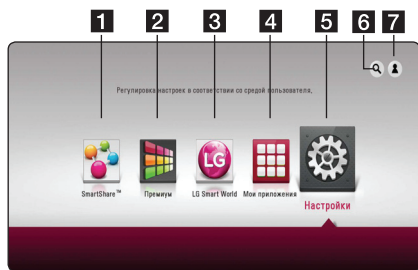 1 2 3 4 5 6 7
Регулировка настроек в соответствии со средой пользователя,
LG
SmartShare™ Премиум LG Smart World Мои приложения
Настройки